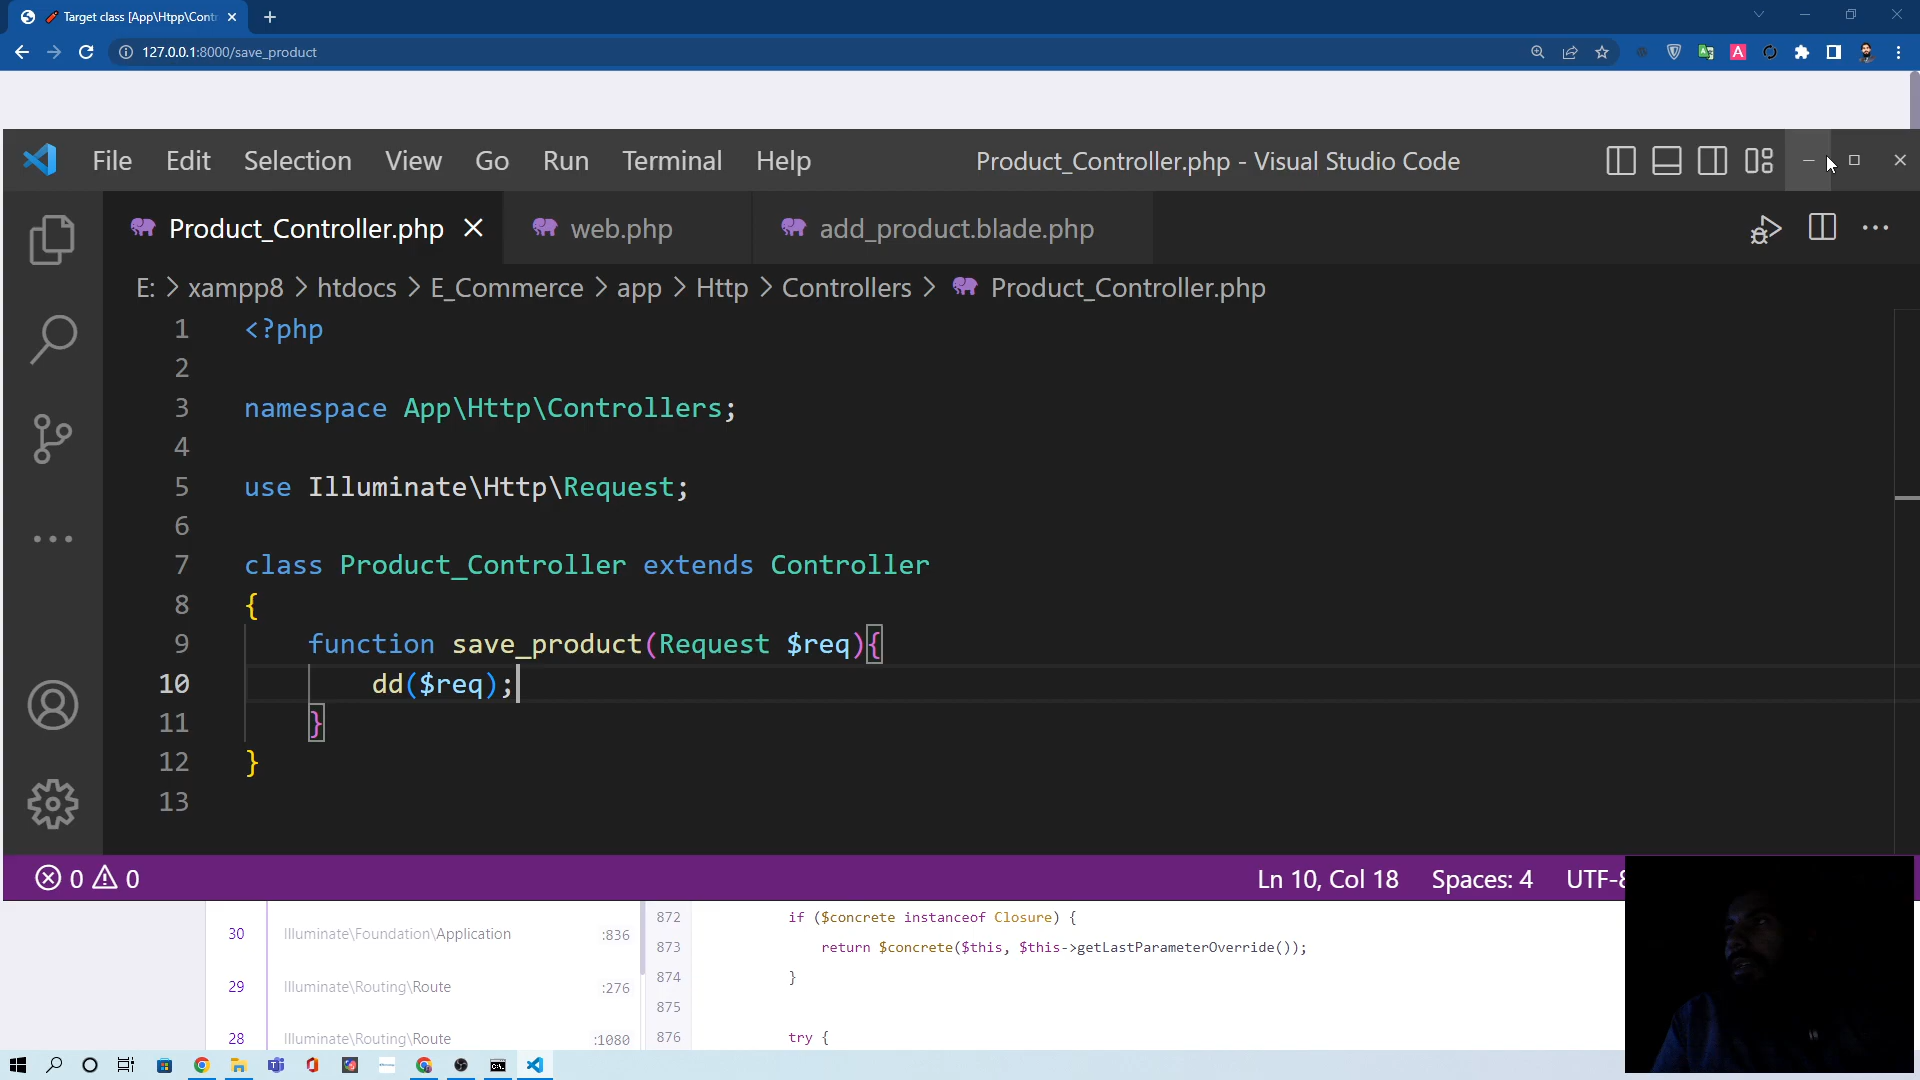 Target class [App\Htpp\Contr
127.0.0.1:8000/save_product
File Edit Selection View Go Run Terminal Help
Product_Controller.php - Visual Studio Code
Product_Controller.php
web.php
add_product.blade.php
E: > xampp8 > htdocs > E_Commerce > app > Http > Controllers > Product_Controller.php
1 <?php
2
3 namespace App\Http\Controllers;
4
5 use Illuminate\Http\Request;
6
7 class Product_Controller extends Controller
8 {
9 function save_product(Request $req){
10 dd($req);
11 }
12 }
13
0 0
Ln 10, Col 18 Spaces: 4 UTF-8
30 Illuminate\Foundation\Application :836
29 Illuminate\Routing\Route :276
28 Illuminate\Routing\Route :1080
872 if ($concrete instanceof Closure) {
873 return $concrete($this, $this->getLastParameterOverride());
874 }
875
876 try {